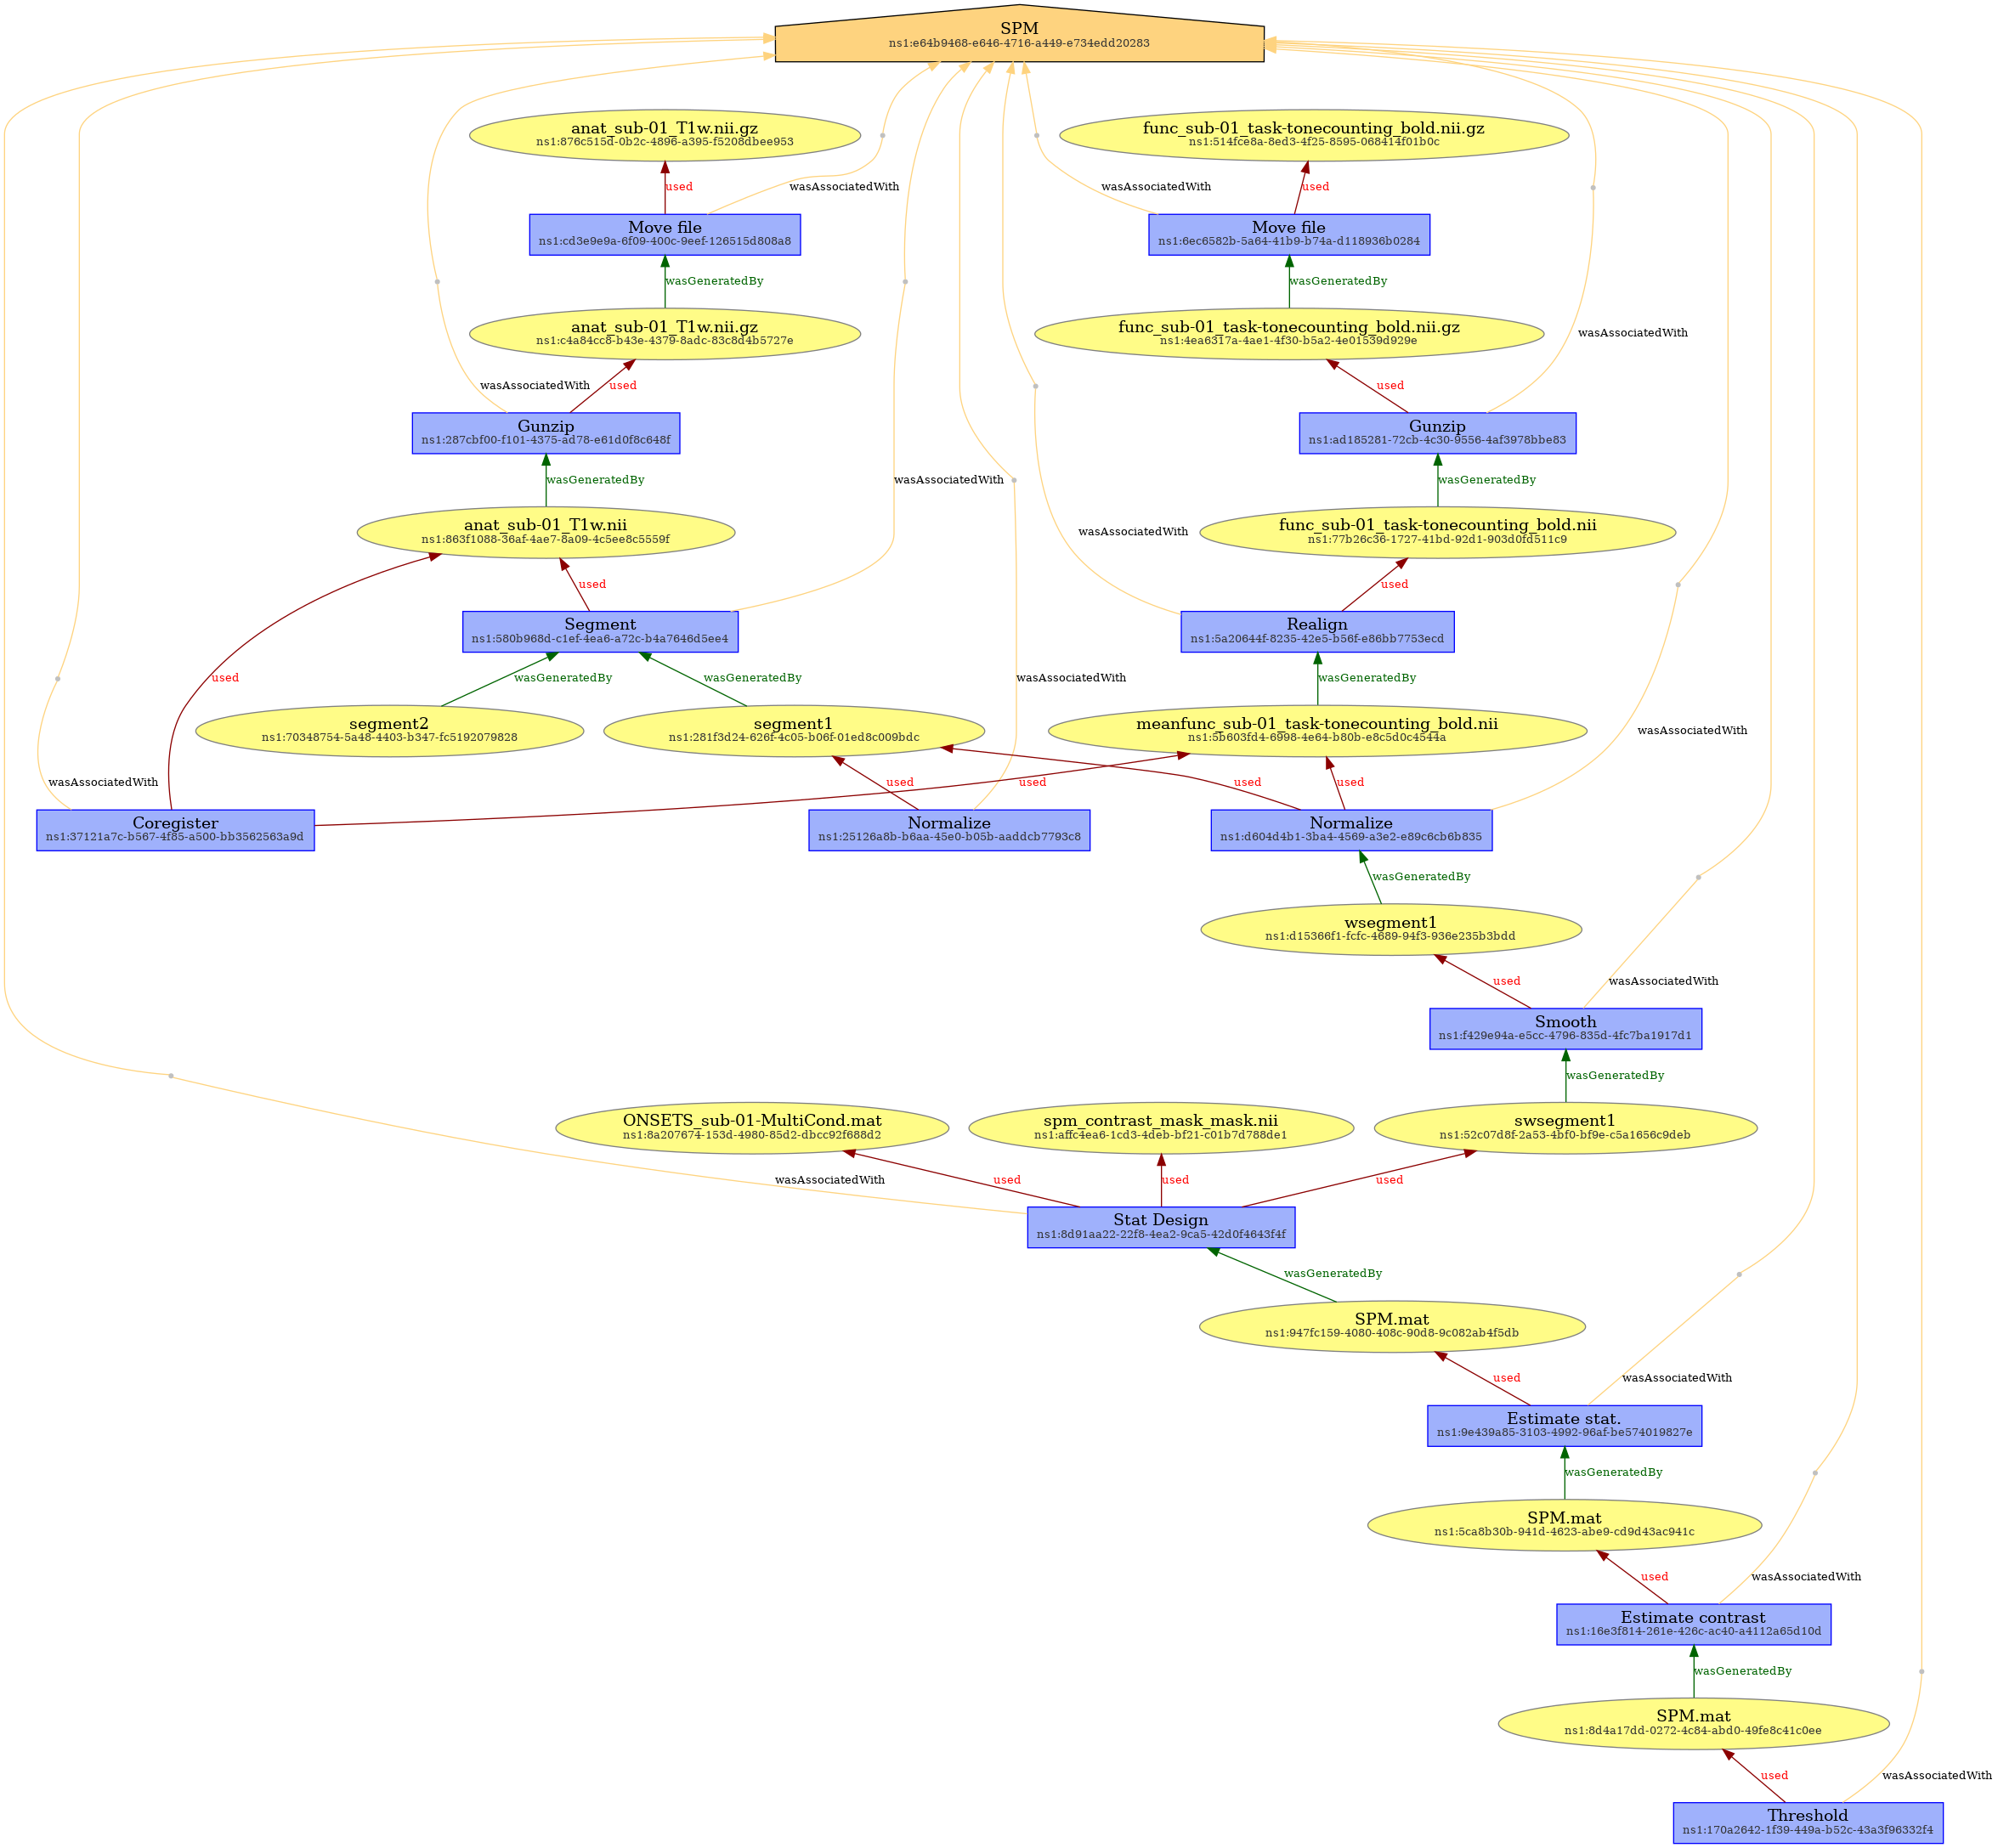 SPM
ns1:e64b9468-e646-4716-a449-e734edd20283
anat_sub-01_T1w.nii.gz
ns1:876c515d-0b2c-4896-a395-f5208dbee953
func_sub-01_task-tonecounting_bold.nii.gz
ns1:514fce8a-8ed3-4f25-8595-068414f01b0c
used
wasAssociatedWith
wasAssociatedWith
used
Move file
ns1:cd3e9e9a-6f09-400c-9eef-126515d808a8
Move file
ns1:6ec6582b-5a64-41b9-b74a-d118936b0284
wasGeneratedBy
wasGeneratedBy
anat_sub-01_T1w.nii.gz
ns1:c4a84cc8-b43e-4379-8adc-83c8d4b5727e
func_sub-01_task-tonecounting_bold.nii.gz
ns1:4ea6317a-4ae1-4f30-b5a2-4e01539d929e
wasAssociatedWith
wasAssociatedWith
used
used
Gunzip
ns1:287cbf00-f101-4375-ad78-e61d0f8c648f
Gunzip
ns1:ad185281-72cb-4c30-9556-4af3978bbe83
wasGeneratedBy
wasAssociatedWith
wasGeneratedBy
anat_sub-01_T1w.nii
ns1:863f1088-36af-4ae7-8a09-4c5ee8c5559f
wasAssociatedWith
func_sub-01_task-tonecounting_bold.nii
ns1:77b26c36-1727-41bd-92d1-903d0fd511c9
used
used
Segment
ns1:580b968d-c1ef-4ea6-a72c-b4a7646d5ee4
Realign
ns1:5a20644f-8235-42e5-b56f-e86bb7753ecd
used
wasGeneratedBy
wasGeneratedBy
wasAssociatedWith
wasGeneratedBy
segment2
ns1:70348754-5a48-4403-b347-fc5192079828
segment1
ns1:281f3d24-626f-4c05-b06f-01ed8c009bdc
meanfunc_sub-01_task-tonecounting_bold.nii
ns1:5b603fd4-6998-4e64-b80b-e8c5d0c4544a
wasAssociatedWith
wasAssociatedWith
used
used
used
used
Coregister
ns1:37121a7c-b567-4f85-a500-bb3562563a9d
Normalize
ns1:25126a8b-b6aa-45e0-b05b-aaddcb7793c8
Normalize
ns1:d604d4b1-3ba4-4569-a3e2-e89c6cb6b835
wasGeneratedBy
wsegment1
ns1:d15366f1-fcfc-4689-94f3-936e235b3bdd
used
wasAssociatedWith
Smooth
ns1:f429e94a-e5cc-4796-835d-4fc7ba1917d1
wasGeneratedBy
ONSETS_sub-01-MultiCond.mat
ns1:8a207674-153d-4980-85d2-dbcc92f688d2
spm_contrast_mask_mask.nii
ns1:affc4ea6-1cd3-4deb-bf21-c01b7d788de1
swsegment1
ns1:52c07d8f-2a53-4bf0-bf9e-c5a1656c9deb
wasAssociatedWith
used
used
used
Stat Design
ns1:8d91aa22-22f8-4ea2-9ca5-42d0f4643f4f
wasGeneratedBy
SPM.mat
ns1:947fc159-4080-408c-90d8-9c082ab4f5db
used
wasAssociatedWith
Estimate stat.
ns1:9e439a85-3103-4992-96af-be574019827e
wasGeneratedBy
SPM.mat
ns1:5ca8b30b-941d-4623-abe9-cd9d43ac941c
used
wasAssociatedWith
Estimate contrast
ns1:16e3f814-261e-426c-ac40-a4112a65d10d
wasGeneratedBy
SPM.mat
ns1:8d4a17dd-0272-4c84-abd0-49fe8c41c0ee
used
wasAssociatedWith
Threshold
ns1:170a2642-1f39-449a-b52c-43a3f96332f4